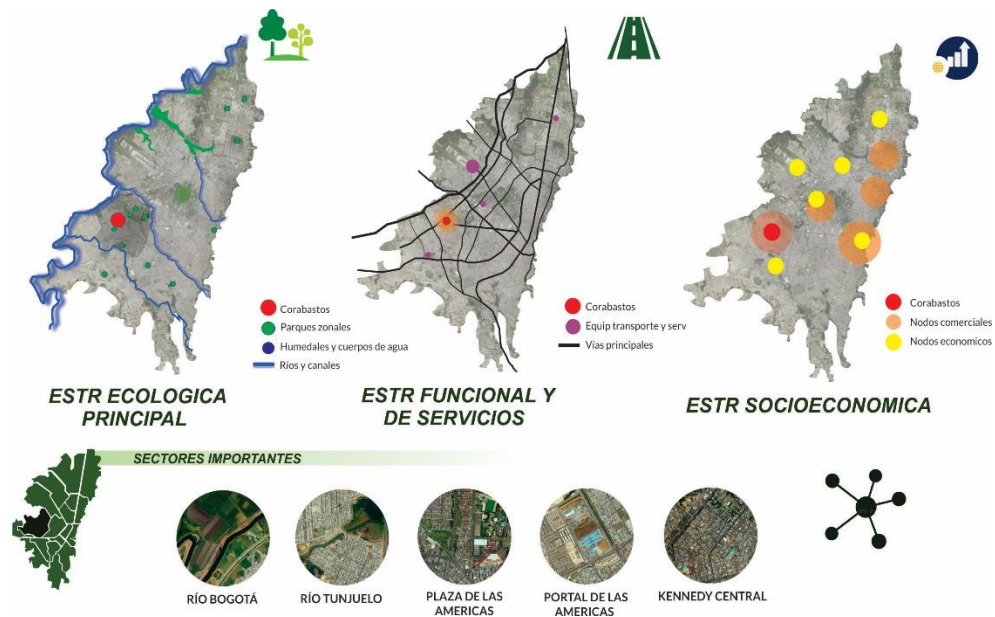 Corabastos
Parques zonales
Humedales y cuerpos de agua
Ríos y canales
Corabastos
Equip transporte y serv
Vías principales
Corabastos
Nodos comerciales
Nodos economicos
ESTR ECOLOGICA
PRINCIPAL
ESTR FUNCIONAL Y
DE SERVICIOS
ESTR SOCIOECONOMICA
SECTORES IMPORTANTES
RÍO BOGOTÁ
RÍO TUNJUELO
PLAZA DE LAS
AMERICAS
PORTAL DE LAS
AMERICAS
KENNEDY CENTRAL